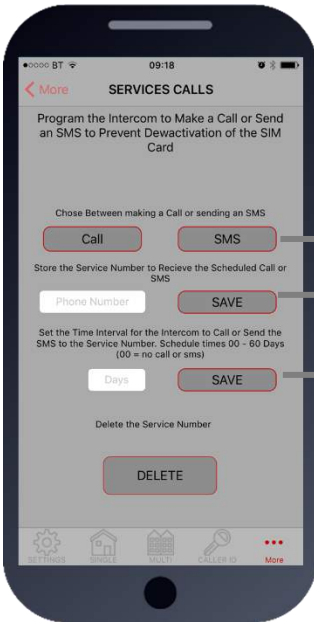 BT 09:18
More SERVICES CALLS
Program the Intercom to Make a Call or Send
an SMS to Prevent Dewactivation of the SIM
Card
Chose Between making a Call or sending an SMS
Call SMS
Store the Service Number to Recieve the Scheduled Call or
SMS
Phone Number SAVE
Set the Time Interval for the Intercom to Call or Send the
SMS to the Service Number. Schedule times 00 - 60 Days
(00 = no call or sms)
Days SAVE
Delete the Service Number
DELETE
SETTINGS SINGLE MULTI CALLER ID More